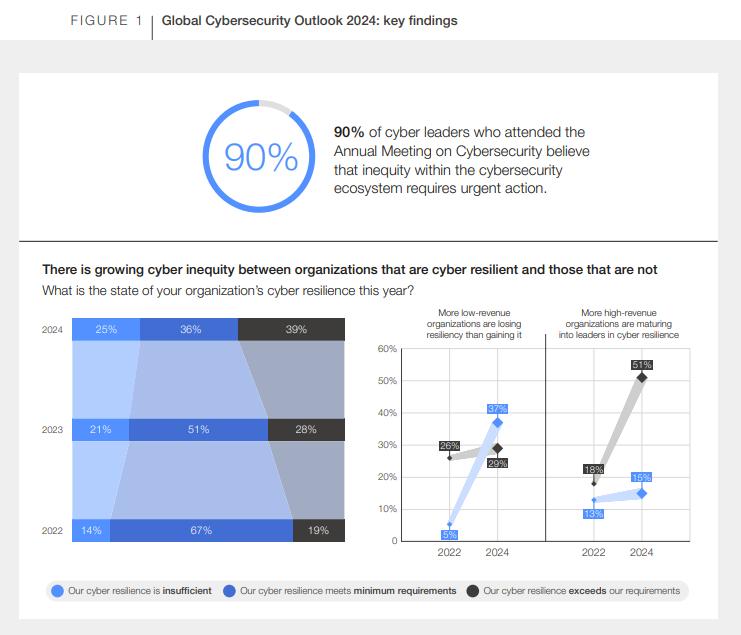 FIGURE 1 Global Cybersecurity Outlook 2024: key findings
90%
90% of cyber leaders who attended the
Annual Meeting on Cybersecurity believe
that inequity within the cybersecurity
ecosystem requires urgent action.
There is growing cyber inequity between organizations that are cyber resilient and those that are not
What is the state of your organization's cyber resilience this year?
2024 25% 36% 39%
2023 21% 51% 28%
2022 14% 67% 19%
More low-revenue
organizations are losing
resiliency than gaining it
More high-revenue
organizations are maturing
into leaders in cyber resilience
60%
50%
40%
30%
20%
10%
0
26%
37%
29%
5%
18%
51%
15%
13%
2022 2024 2022 2024
Our cyber resilience is insufficient Our cyber resilience meets minimum requirements Our cyber resilience exceeds our requirements